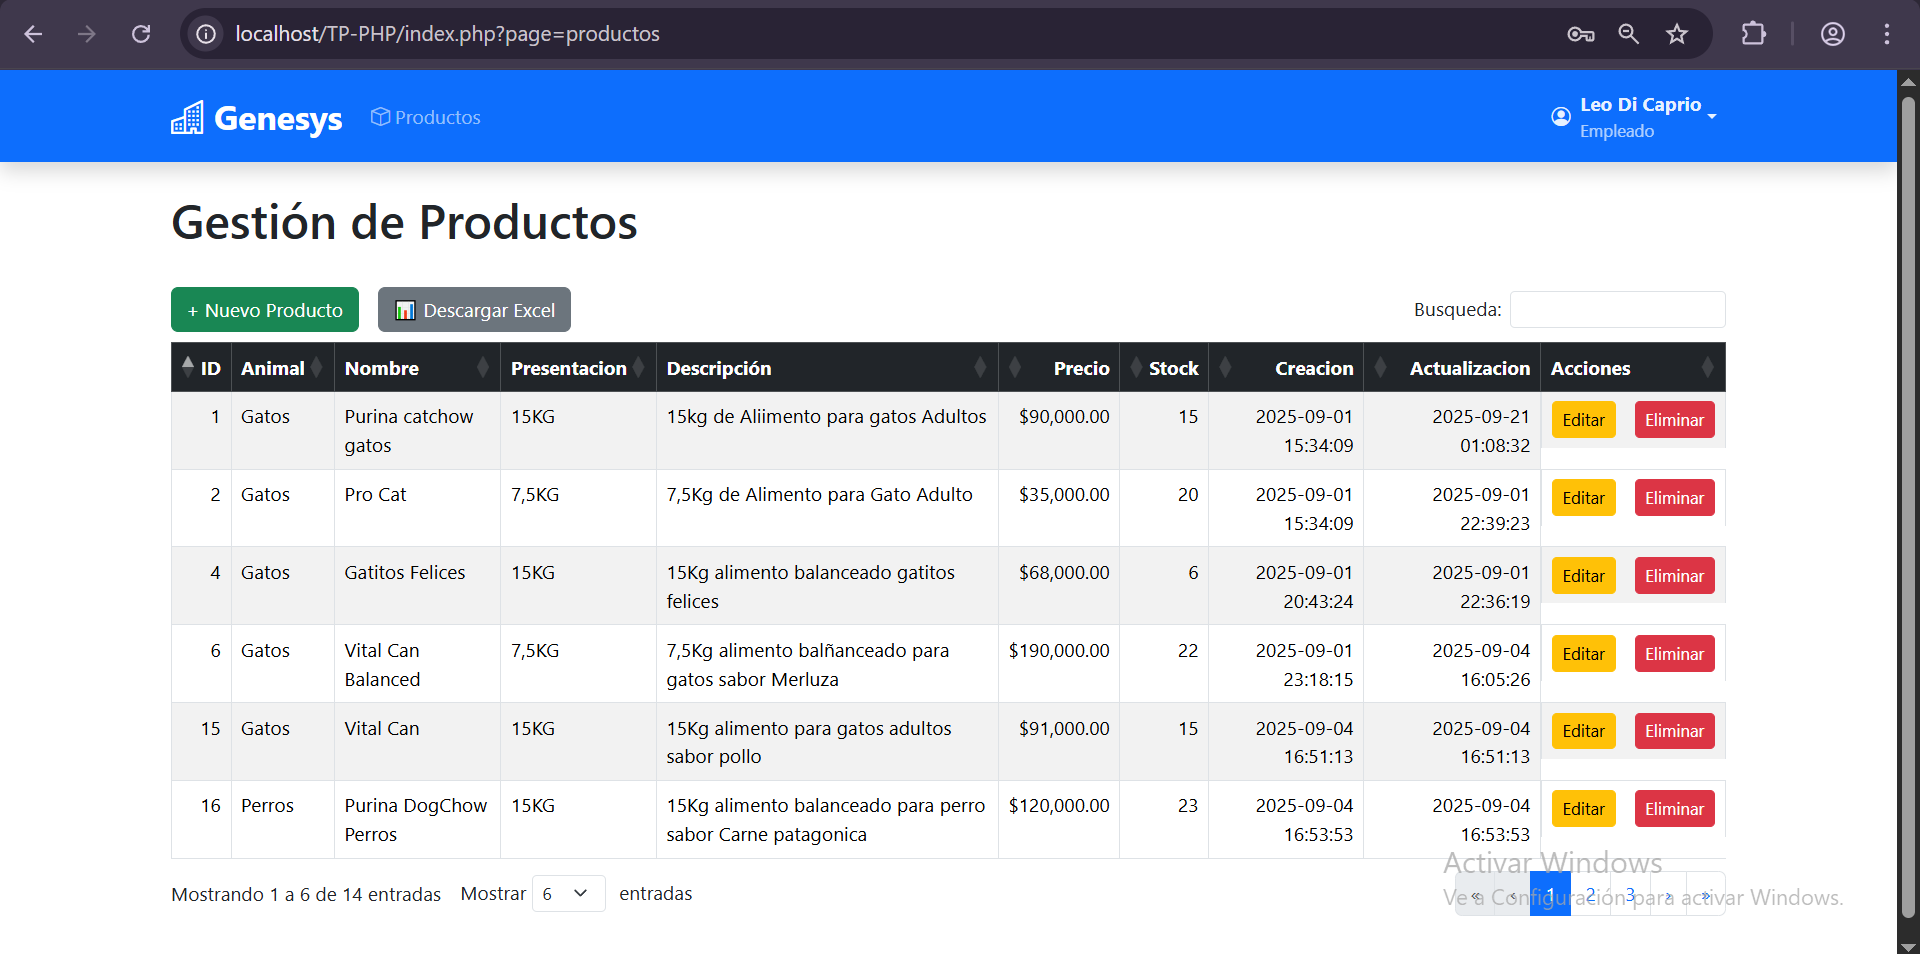 localhost/TP-PHP/index.php?page=productos
Genesys
Productos
Leo Di Caprio
Empleado
Gestión de Productos
+ Nuevo Producto
Descargar Excel
Busqueda:
ID Animal Nombre Presentacion Descripción Precio Stock Creacion Actualizacion Acciones
1 Gatos Purina catchow 15KG 15kg de Aliimento para gatos Adultos $90,000.00 15 2025-09-01 2025-09-21 Editar Eliminar
gatos 15:34:09 01:08:32
2 Gatos Pro Cat 7,5KG 7,5Kg de Alimento para Gato Adulto $35,000.00 20 2025-09-01 2025-09-01 Editar Eliminar
15:34:09 22:39:23
4 Gatos Gatitos Felices 15KG 15Kg alimento balanceado gatitos $68,000.00 6 2025-09-01 2025-09-01 Editar Eliminar
felices 20:43:24 22:36:19
6 Gatos Vital Can 7,5KG 7,5Kg alimento balñanceado para $190,000.00 22 2025-09-01 2025-09-04 Editar Eliminar
Balanced gatos sabor Merluza 23:18:15 16:05:26
15 Gatos Vital Can 15KG 15Kg alimento para gatos adultos $91,000.00 15 2025-09-04 2025-09-04 Editar Eliminar
sabor pollo 16:51:13 16:51:13
16 Perros Purina DogChow 15KG 15Kg alimento balanceado para perro $120,000.00 23 2025-09-04 2025-09-04 Editar Eliminar
Perros sabor Carne patagonica 16:53:53 16:53:53
Mostrando 1 a 6 de 14 entradas Mostrar 6 entradas
« ‹ 1 2 3 › »
Activar Windows
Ve a Configuración para activar Windows.